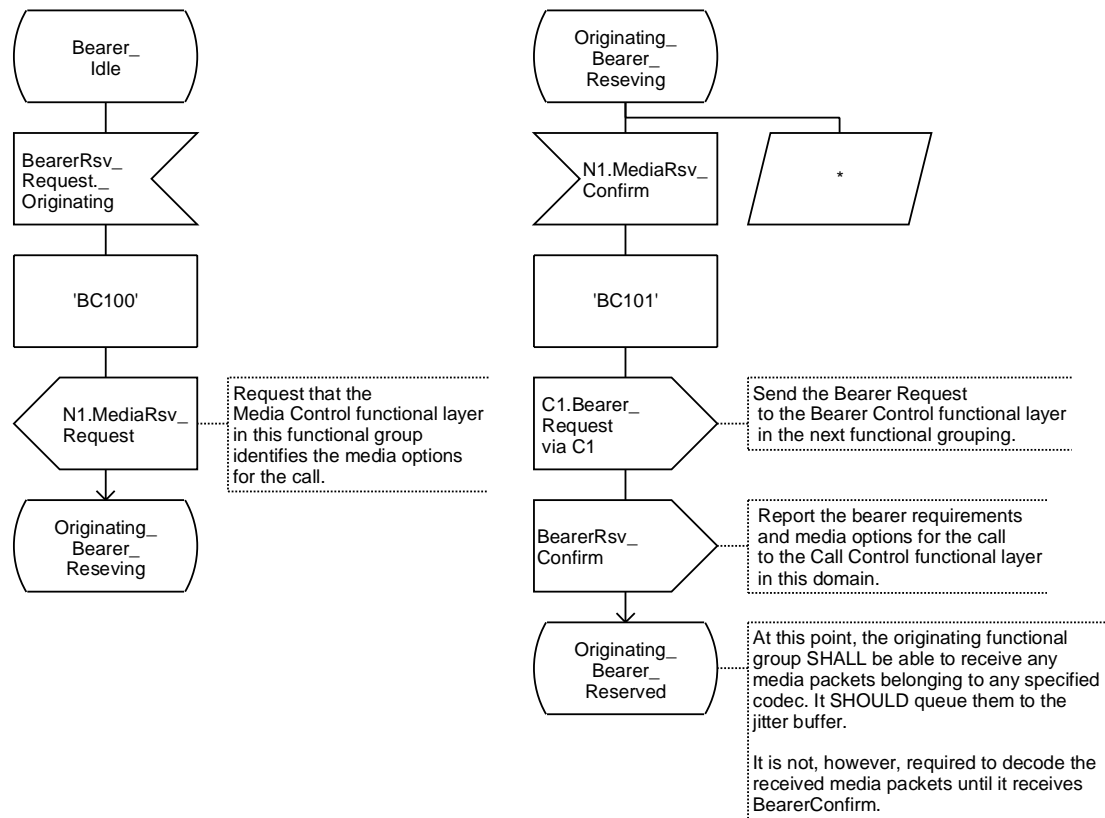 Bearer_
Idle
BearerRsv_
Request._
Originating
'BC100'
N1.MediaRsv_
Request
Request that the
Media Control functional layer
in this functional group
identifies the media options
for the call.
Originating_
Bearer_
Reseving
Originating_
Bearer_
Reseving
N1.MediaRsv_
Confirm
*
'BC101'
C1.Bearer_
Request
via C1
Send the Bearer Request
to the Bearer Control functional layer
in the next functional grouping.
BearerRsv_
Confirm
Report the bearer requirements
and media options for the call
to the Call Control functional layer
in this domain.
Originating_
Bearer_
Reserved
At this point, the originating functional
group SHALL be able to receive any
media packets belonging to any specified
codec. It SHOULD queue them to the
jitter buffer.
It is not, however, required to decode the
received media packets until it receives
BearerConfirm.